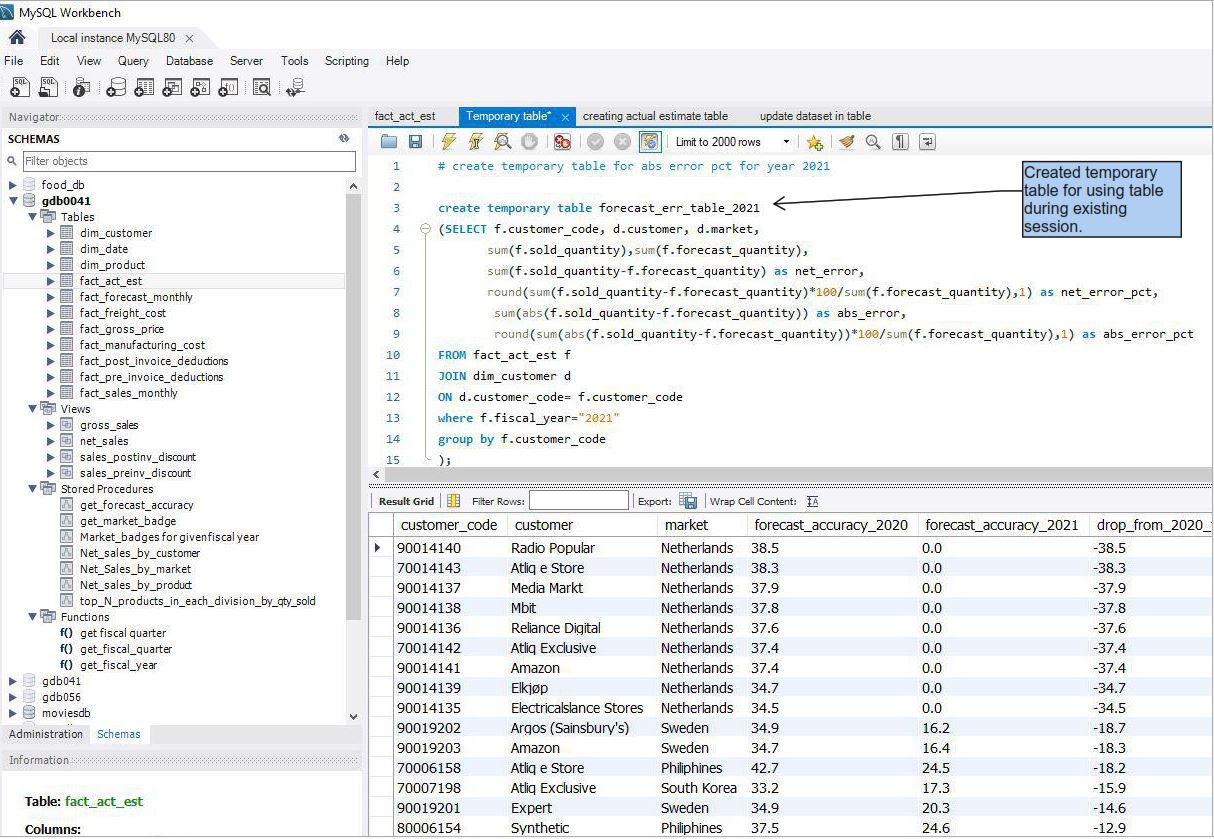 MySQL Workbench
Local instance MySQL80 ×
File Edit View Query Database Server Tools Scripting Help
Navigator
SCHEMAS
Filter objects
food_db
gdb0041
Tables
dim_customer
dim_date
dim_product
fact_act_est
fact_forecast_monthly
fact_freight_cost
fact_gross_price
fact_manufacturing_cost
fact_post_invoice_deductions
fact_pre_invoice_deductions
fact_sales_monthly
Views
gross_sales
net_sales
sales_postinv_discount
sales_preinv_discount
Stored Procedures
get_forecast_accuracy
get_market_badge
Market_badges for givenfiscal year
Net_sales_by_customer
Net_Sales_by_market
Net_sales_by_product
top_N_products_in_each_division_by_qty_sold
Functions
f() get fiscal quarter
f() get_fiscal_quarter
f() get_fiscal_year
gdb041
gdb056
moviesdb
Administration Schemas
Information
Table: fact_act_est
Columns:
fact_act_est Temporary table* × creating actual estimate table update dataset in table
Limit to 2000 rows
1 # create temporary table for abs error pct for year 2021
2
3 create temporary table forecast_err_table_2021
4 (SELECT f.customer_code, d.customer, d.market,
5 sum(f.sold_quantity),sum(f.forecast_quantity),
6 sum(f.sold_quantity-f.forecast_quantity) as net_error,
7 round(sum(f.sold_quantity-f.forecast_quantity)*100/sum(f.forecast_quantity),1) as net_error_pct,
8 sum(abs(f.sold_quantity-f.forecast_quantity)) as abs_error,
9 round(sum(abs(f.sold_quantity-f.forecast_quantity))*100/sum(f.forecast_quantity),1) as abs_error_pct
10 FROM fact_act_est f
11 JOIN dim_customer d
12 ON d.customer_code= f.customer_code
13 where f.fiscal_year="2021"
14 group by f.customer_code
15 );
Created temporary
table for using table
during existing
session.
Result Grid Filter Rows: Export: Wrap Cell Content: IA
customer_code customer market forecast_accuracy_2020 forecast_accuracy_2021 drop_from_2020_
90014140 Radio Popular Netherlands 38.5 0.0 -38.5
70014143 Atliq e Store Netherlands 38.3 0.0 -38.3
90014137 Media Markt Netherlands 37.9 0.0 -37.9
90014138 Mbit Netherlands 37.8 0.0 -37.8
90014136 Reliance Digital Netherlands 37.6 0.0 -37.6
70014142 Atliq Exclusive Netherlands 37.4 0.0 -37.4
90014141 Amazon Netherlands 37.4 0.0 -37.4
90014139 Elkjøp Netherlands 34.7 0.0 -34.7
90014135 Electricalslance Stores Netherlands 34.5 0.0 -34.5
90019202 Argos (Sainsbury's) Sweden 34.9 16.2 -18.7
90019203 Amazon Sweden 34.7 16.4 -18.3
70006158 Atliq e Store Philiphines 42.7 24.5 -18.2
70007198 Atliq Exclusive South Korea 33.2 17.3 -15.9
90019201 Expert Sweden 34.9 20.3 -14.6
80006154 Synthetic Philiphines 37.5 24.6 -12.9